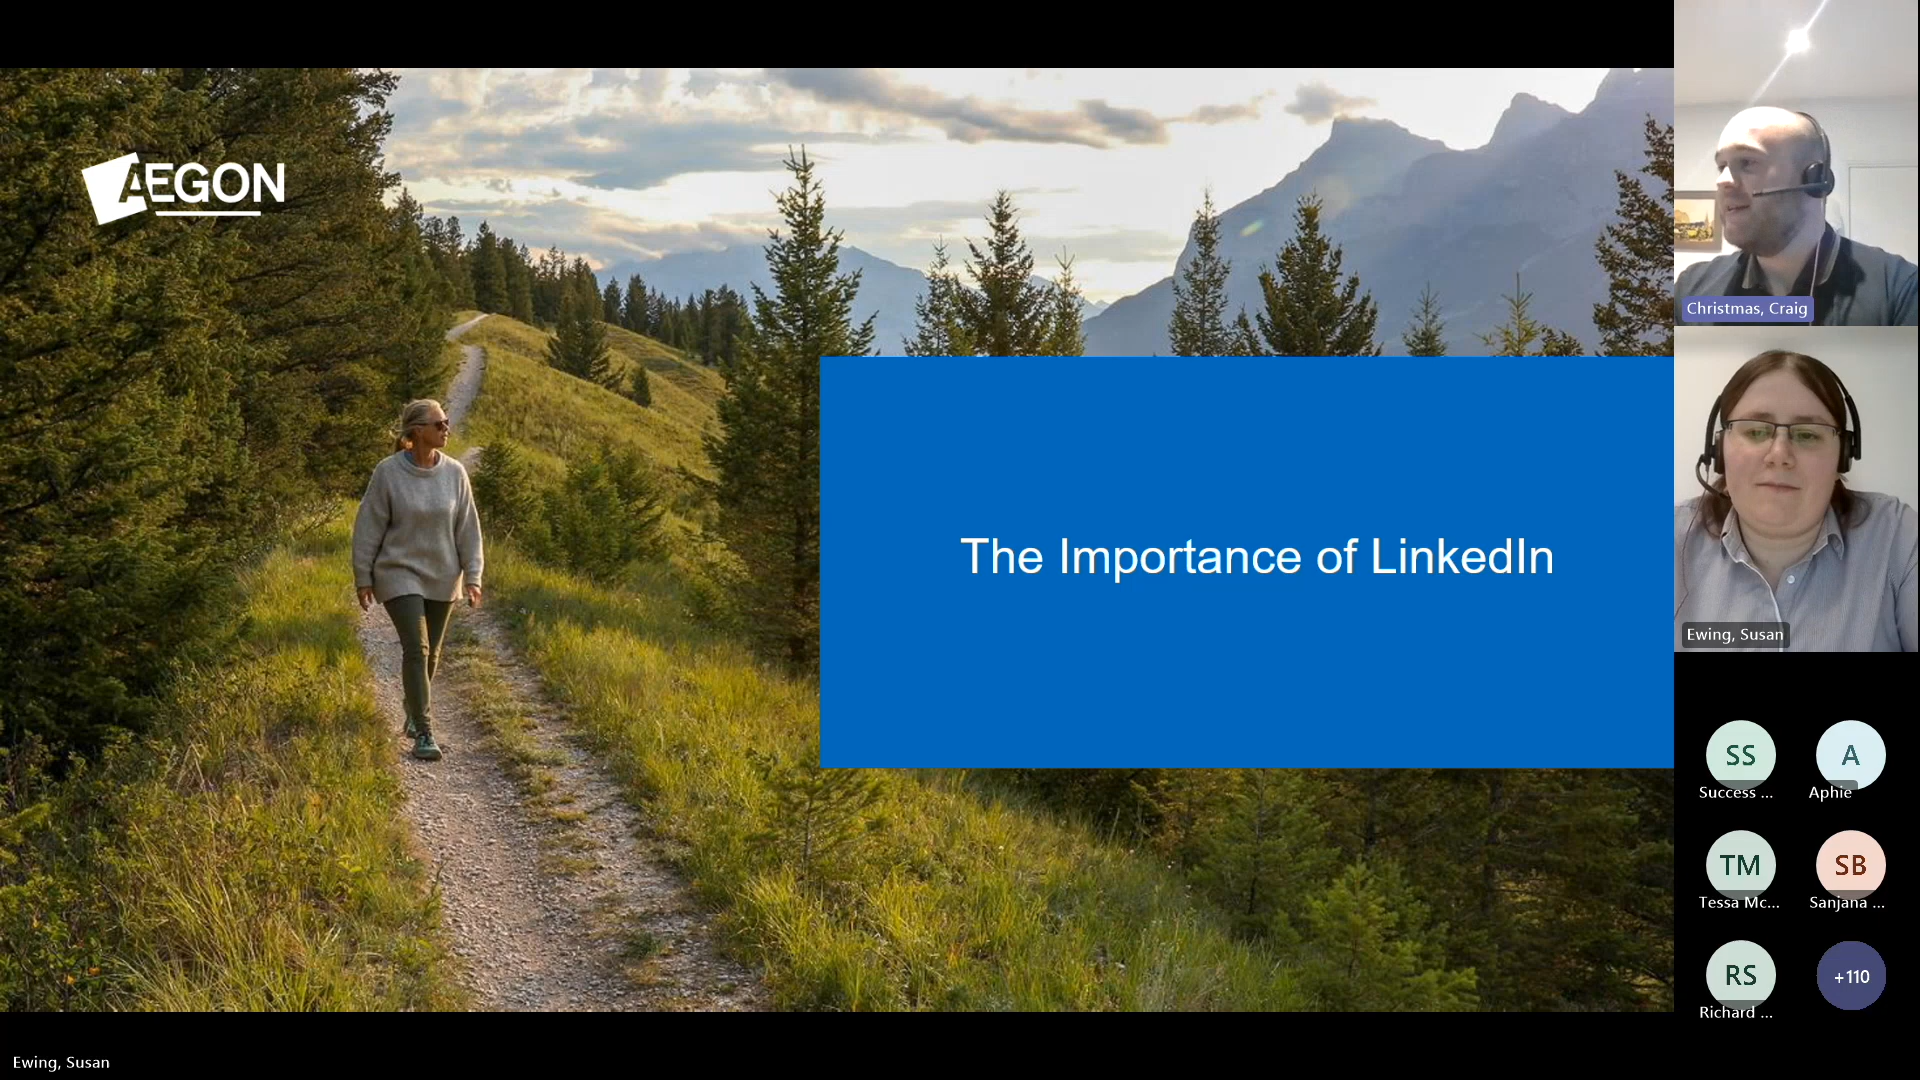 AEGON
The Importance of LinkedIn
Christmas, Craig
Ewing, Susan
SS
Success ...
A
Aphie
TM
Tessa Mc...
SB
Sanjana ...
RS
Richard ...
+110
Ewing, Susan